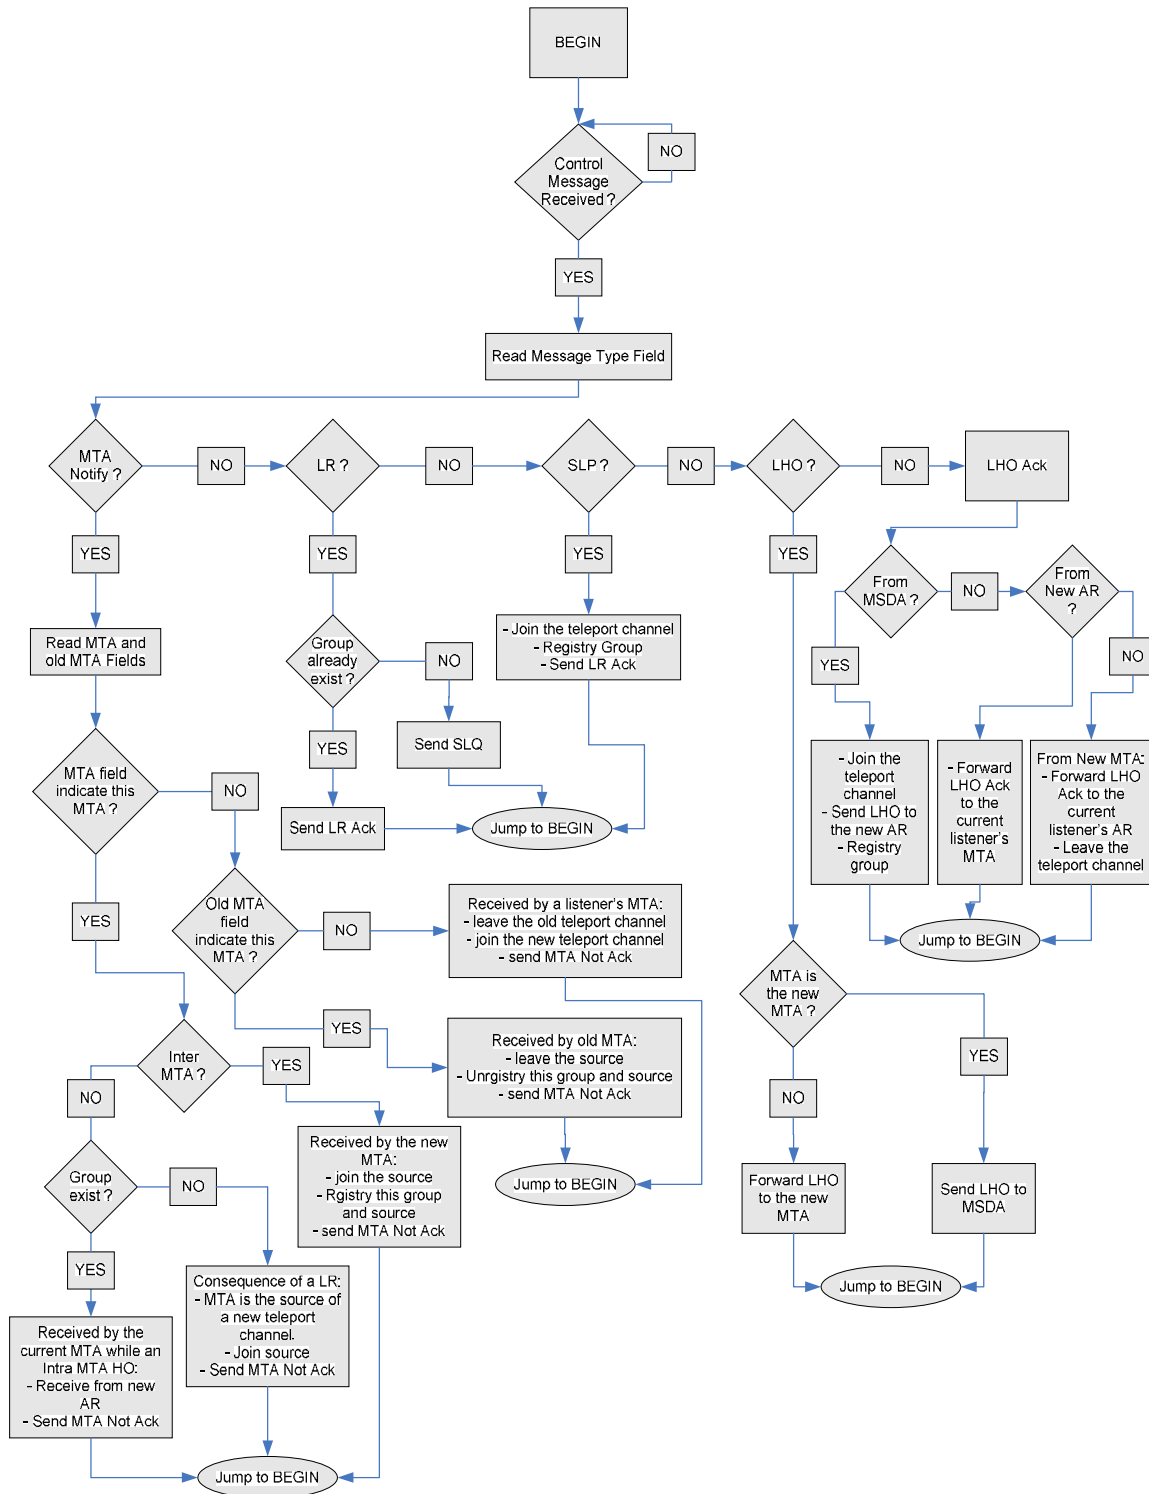 BEGIN
NO
Control
Message
Received ?
YES
Read Message Type Field
MTA
Notify ?
NO
LR ?
NO
SLP ?
NO
LHO ?
NO
LHO Ack
YES
YES
YES
YES
From
MSDA ?
NO
From
New AR
?
YES
NO
Read MTA and
old MTA Fields
Group
already
exist ?
NO
- Join the teleport channel
- Registry Group
- Send LR Ack
YES
Send SLQ
MTA field
indicate this
MTA ?
NO
Send LR Ack
Jump to BEGIN
- Join the
teleport
channel
- Send LHO to
the new AR
- Registry
group
- Forward
LHO Ack
to the
current
listener's
MTA
From New MTA:
- Forward LHO
Ack to the
current
listener's AR
- Leave the
teleport channel
Jump to BEGIN
YES
Old MTA
field
indicate this
MTA ?
NO
Received by a listener's MTA:
- leave the old teleport channel
- join the new teleport channel
- send MTA Not Ack
MTA is
the new
MTA ?
YES
Received by old MTA:
- leave the source
- Unrgistry this group and source
- send MTA Not Ack
YES
NO
Inter
MTA ?
YES
NO
Jump to BEGIN
Forward LHO
to the new
MTA
Send LHO to
MSDA
Jump to BEGIN
Group
exist ?
NO
Received by the new
MTA:
- join the source
- Rgistry this group
and source
- send MTA Not Ack
YES
Consequence of a LR:
- MTA is the source of
a new teleport
channel.
- Join source
- Send MTA Not Ack
Received by the
current MTA while an
Intra MTA HO:
- Receive from new
AR
- Send MTA Not Ack
Jump to BEGIN